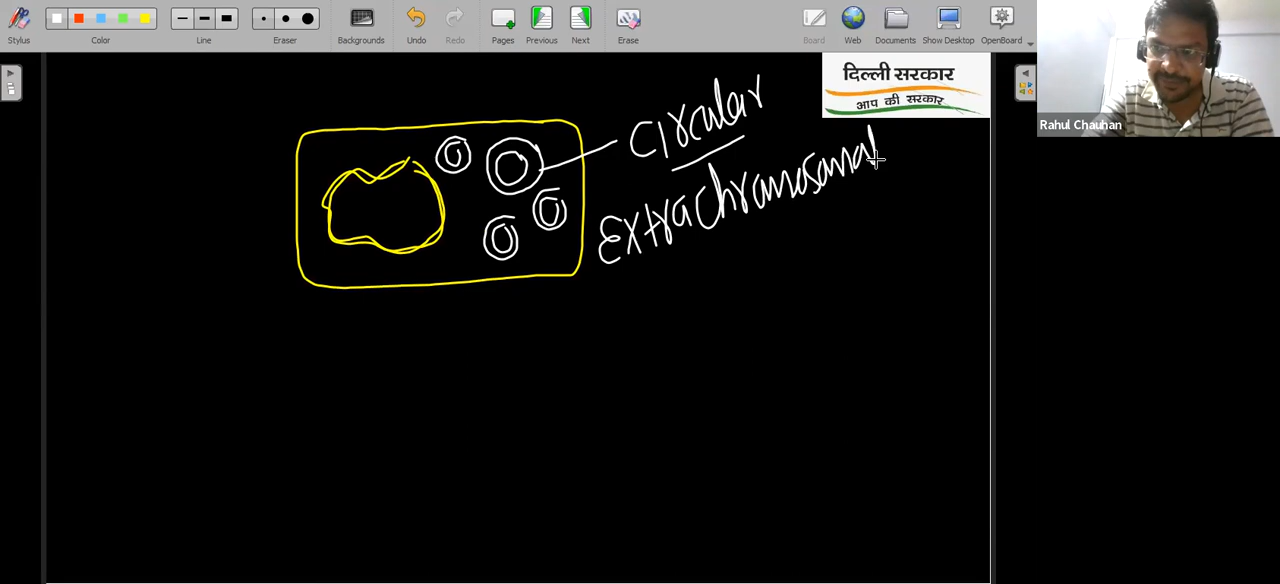 Stylus
Color
Line
Eraser
Backgrounds
Undo
Redo
Pages
Previous
Next
Erase
Board
Web
Documents
Show Desktop
OpenBoard
दिल्ली सरकार
आप की सरकार
Rahul Chauhan
Circular
Extrachromosomal